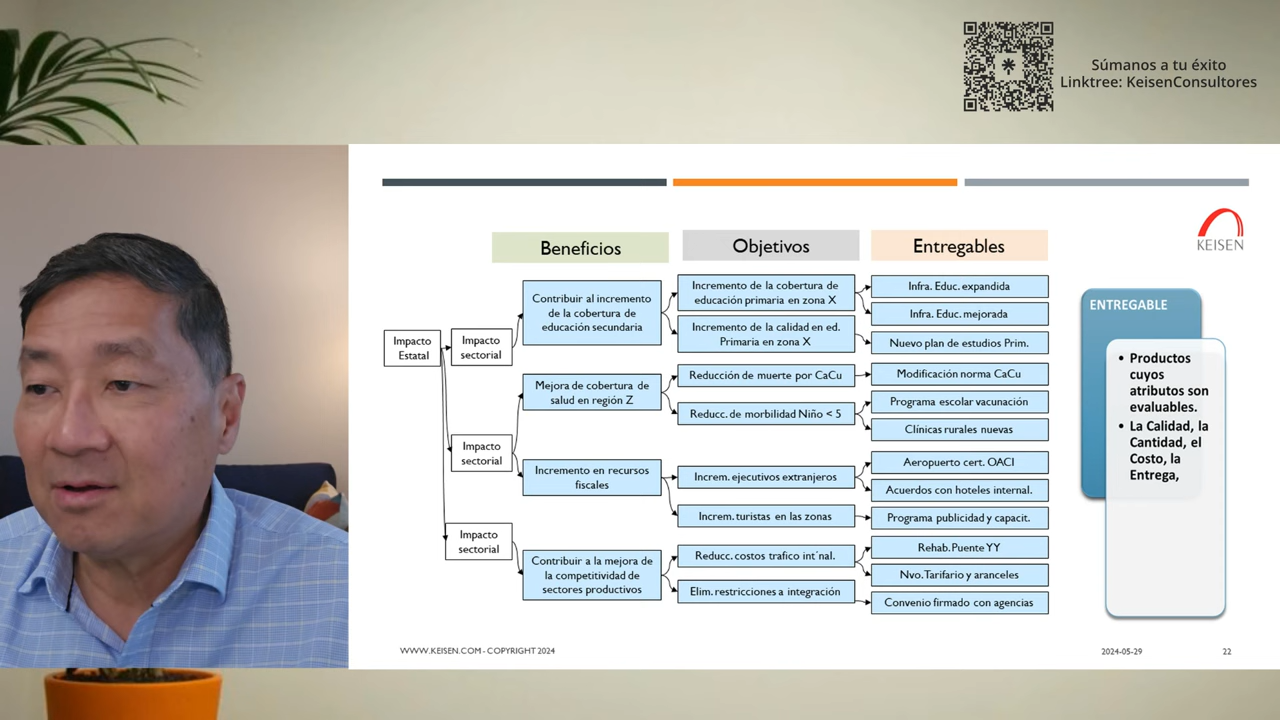 Súmanos a tu éxito
Linktree: KeisenConsultores
KEISEN
Beneficios
Objetivos
Entregables
Impacto
Estatal
Impacto
sectorial
Impacto
sectorial
Impacto
sectorial
Contribuir al incremento
de la cobertura de
educación secundaria
Mejora de cobertura de
salud en región Z
Incremento en recursos
fiscales
Contribuir a la mejora de
la competitividad de
sectores productivos
Incremento de la cobertura de
educación primaria en zona X
Incremento de la calidad en ed.
Primaria en zona X
Reducción de muerte por CaCu
Reducc. de morbilidad Niño < 5
Increm. ejecutivos extranjeros
Increm. turistas en las zonas
Reducc. costos trafico int´nal.
Elim. restricciones a integración
Infra. Educ. expandida
Infra. Educ. mejorada
Nuevo plan de estudios Prim.
Modificación norma CaCu
Programa escolar vacunación
Clínicas rurales nuevas
Aeropuerto cert. OACI
Acuerdos con hoteles internal.
Programa publicidad y capacit.
Rehab. Puente YY
Nvo. Tarifario y aranceles
Convenio firmado con agencias
ENTREGABLE
• Productos
cuyos
atributos son
evaluables.
• La Calidad, la
Cantidad, el
Costo, la
Entrega,
WWW.KEISEN.COM - COPYRIGHT 2024
2024-05-29
22